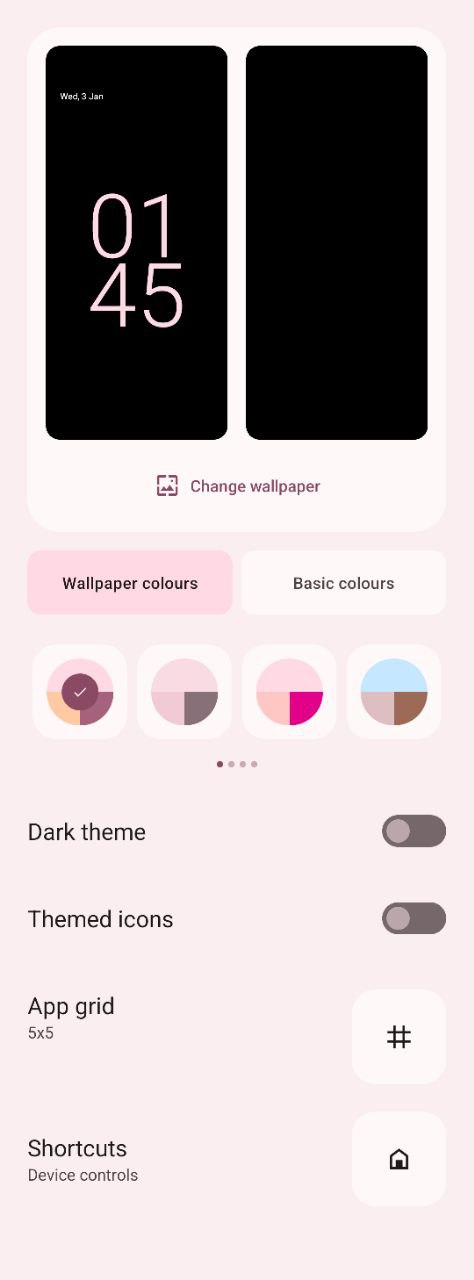 Wed, 3 Jan
01
45
Change wallpaper
Wallpaper colours
Basic colours
Dark theme
Themed icons
App grid
5x5
Shortcuts
Device controls